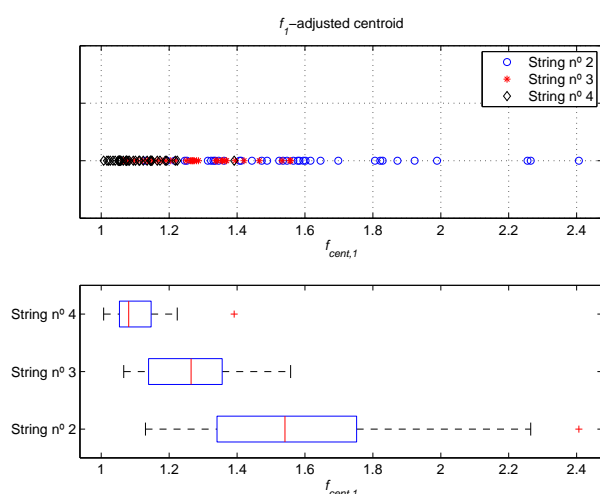 f1–adjusted centroid
String nº 2
String nº 3
String nº 4
1 1.2 1.4 1.6 1.8 2 2.2 2.4
fcent,1
String nº 4
String nº 3
String nº 2
1 1.2 1.4 1.6 1.8 2 2.2 2.4
fcent,1